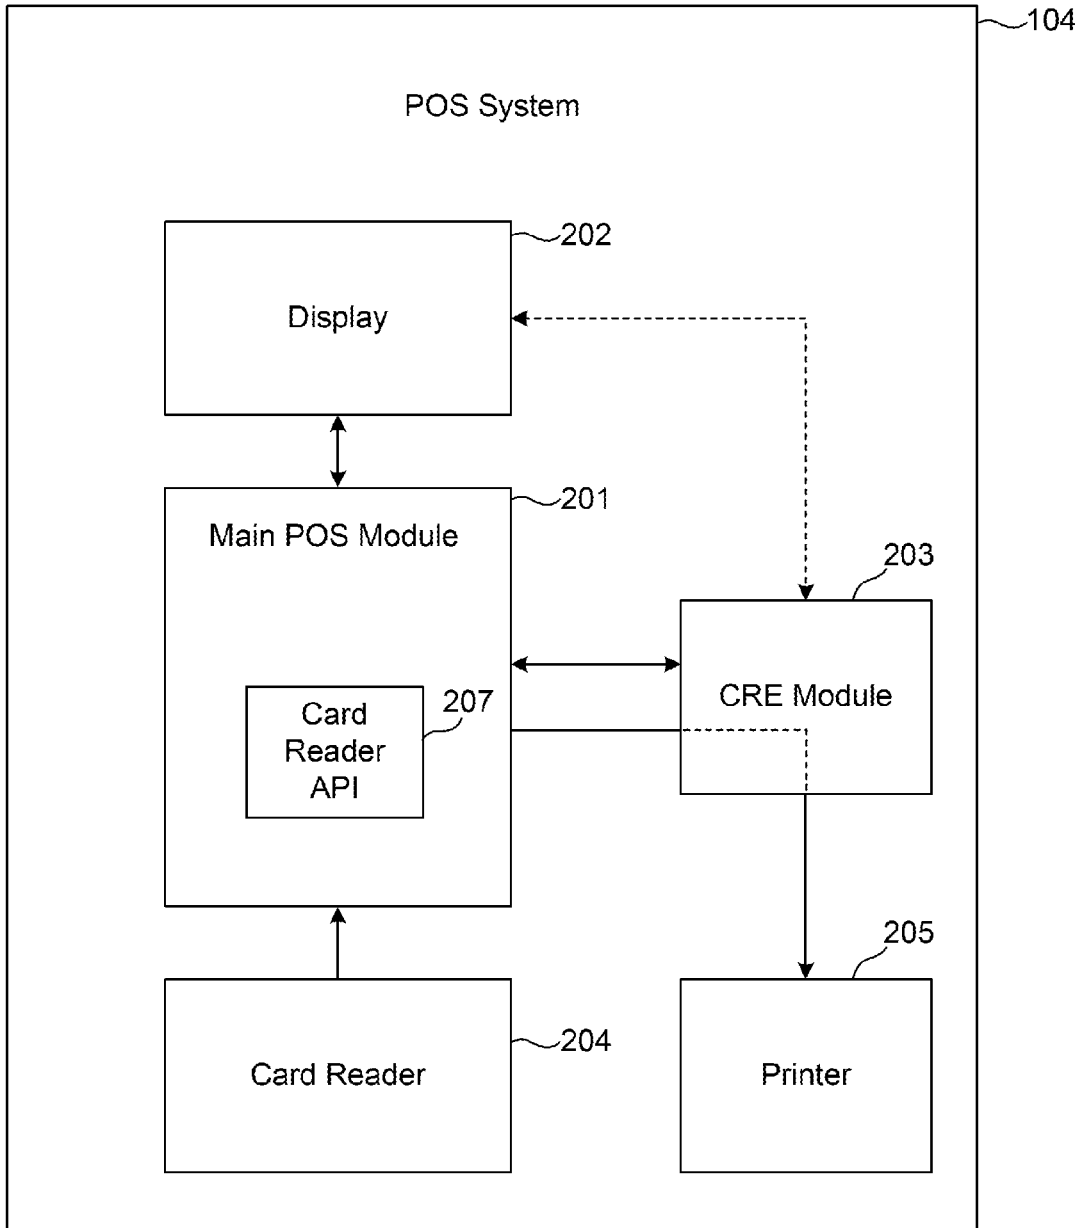 104
POS System
202
Display
201
Main POS Module
203
CRE Module
207
Card
Reader
API
205
204
Card Reader
Printer